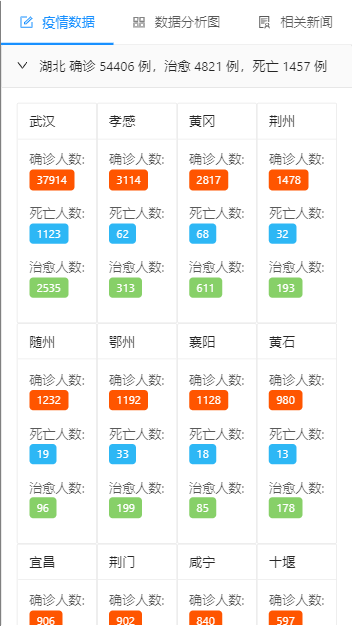 疫情数据 数据分析图 相关新闻
湖北 确诊 54406 例，治愈 4821 例，死亡 1457 例
武汉 孝感 黄冈 荆州
确诊人数: 确诊人数: 确诊人数: 确诊人数:
37914 3114 2817 1478
死亡人数: 死亡人数: 死亡人数: 死亡人数:
1123 62 68 32
治愈人数: 治愈人数: 治愈人数: 治愈人数:
2535 313 611 193
随州 鄂州 襄阳 黄石
确诊人数: 确诊人数: 确诊人数: 确诊人数:
1232 1192 1128 980
死亡人数: 死亡人数: 死亡人数: 死亡人数:
19 33 18 13
治愈人数: 治愈人数: 治愈人数: 治愈人数:
96 199 85 178
宜昌 荆门 咸宁 十堰
确诊人数: 确诊人数: 确诊人数: 确诊人数:
906 902 840 597